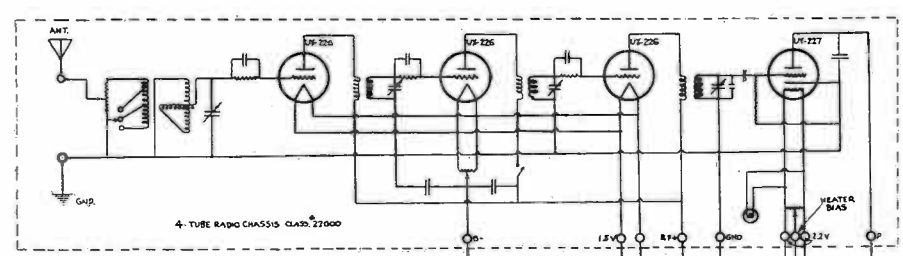 ANT.
UX-226
UX-226
UX-226
UY-227
GND.
4-TUBE RADIO CHASSIS CLASS. #22000
HEATER
BIAS
B-
1.5V
RF+
GND
2.2V
P